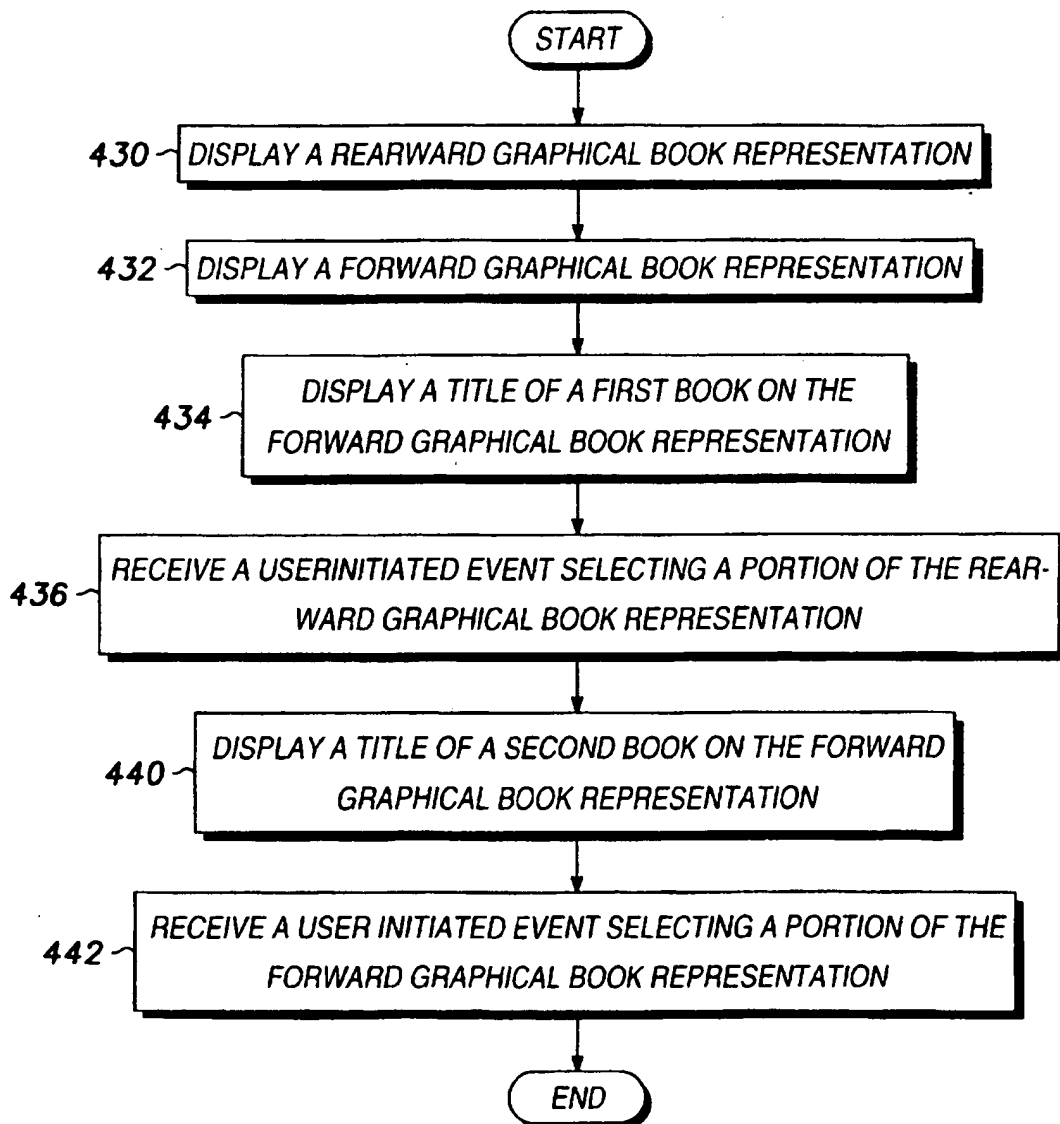 START
430 DISPLAY A REARWARD GRAPHICAL BOOK REPRESENTATION
432 DISPLAY A FORWARD GRAPHICAL BOOK REPRESENTATION
DISPLAY A TITLE OF A FIRST BOOK ON THE
434
FORWARD GRAPHICAL BOOK REPRESENTATION
RECEIVE A USERINITIATED EVENT SELECTING A PORTION OF THE REAR-
436
WARD GRAPHICAL BOOK REPRESENTATION
DISPLAY A TITLE OF A SECOND BOOK ON THE FORWARD
440
GRAPHICAL BOOK REPRESENTATION
RECEIVE A USER INITIATED EVENT SELECTING A PORTION OF THE
442
FORWARD GRAPHICAL BOOK REPRESENTATION
END